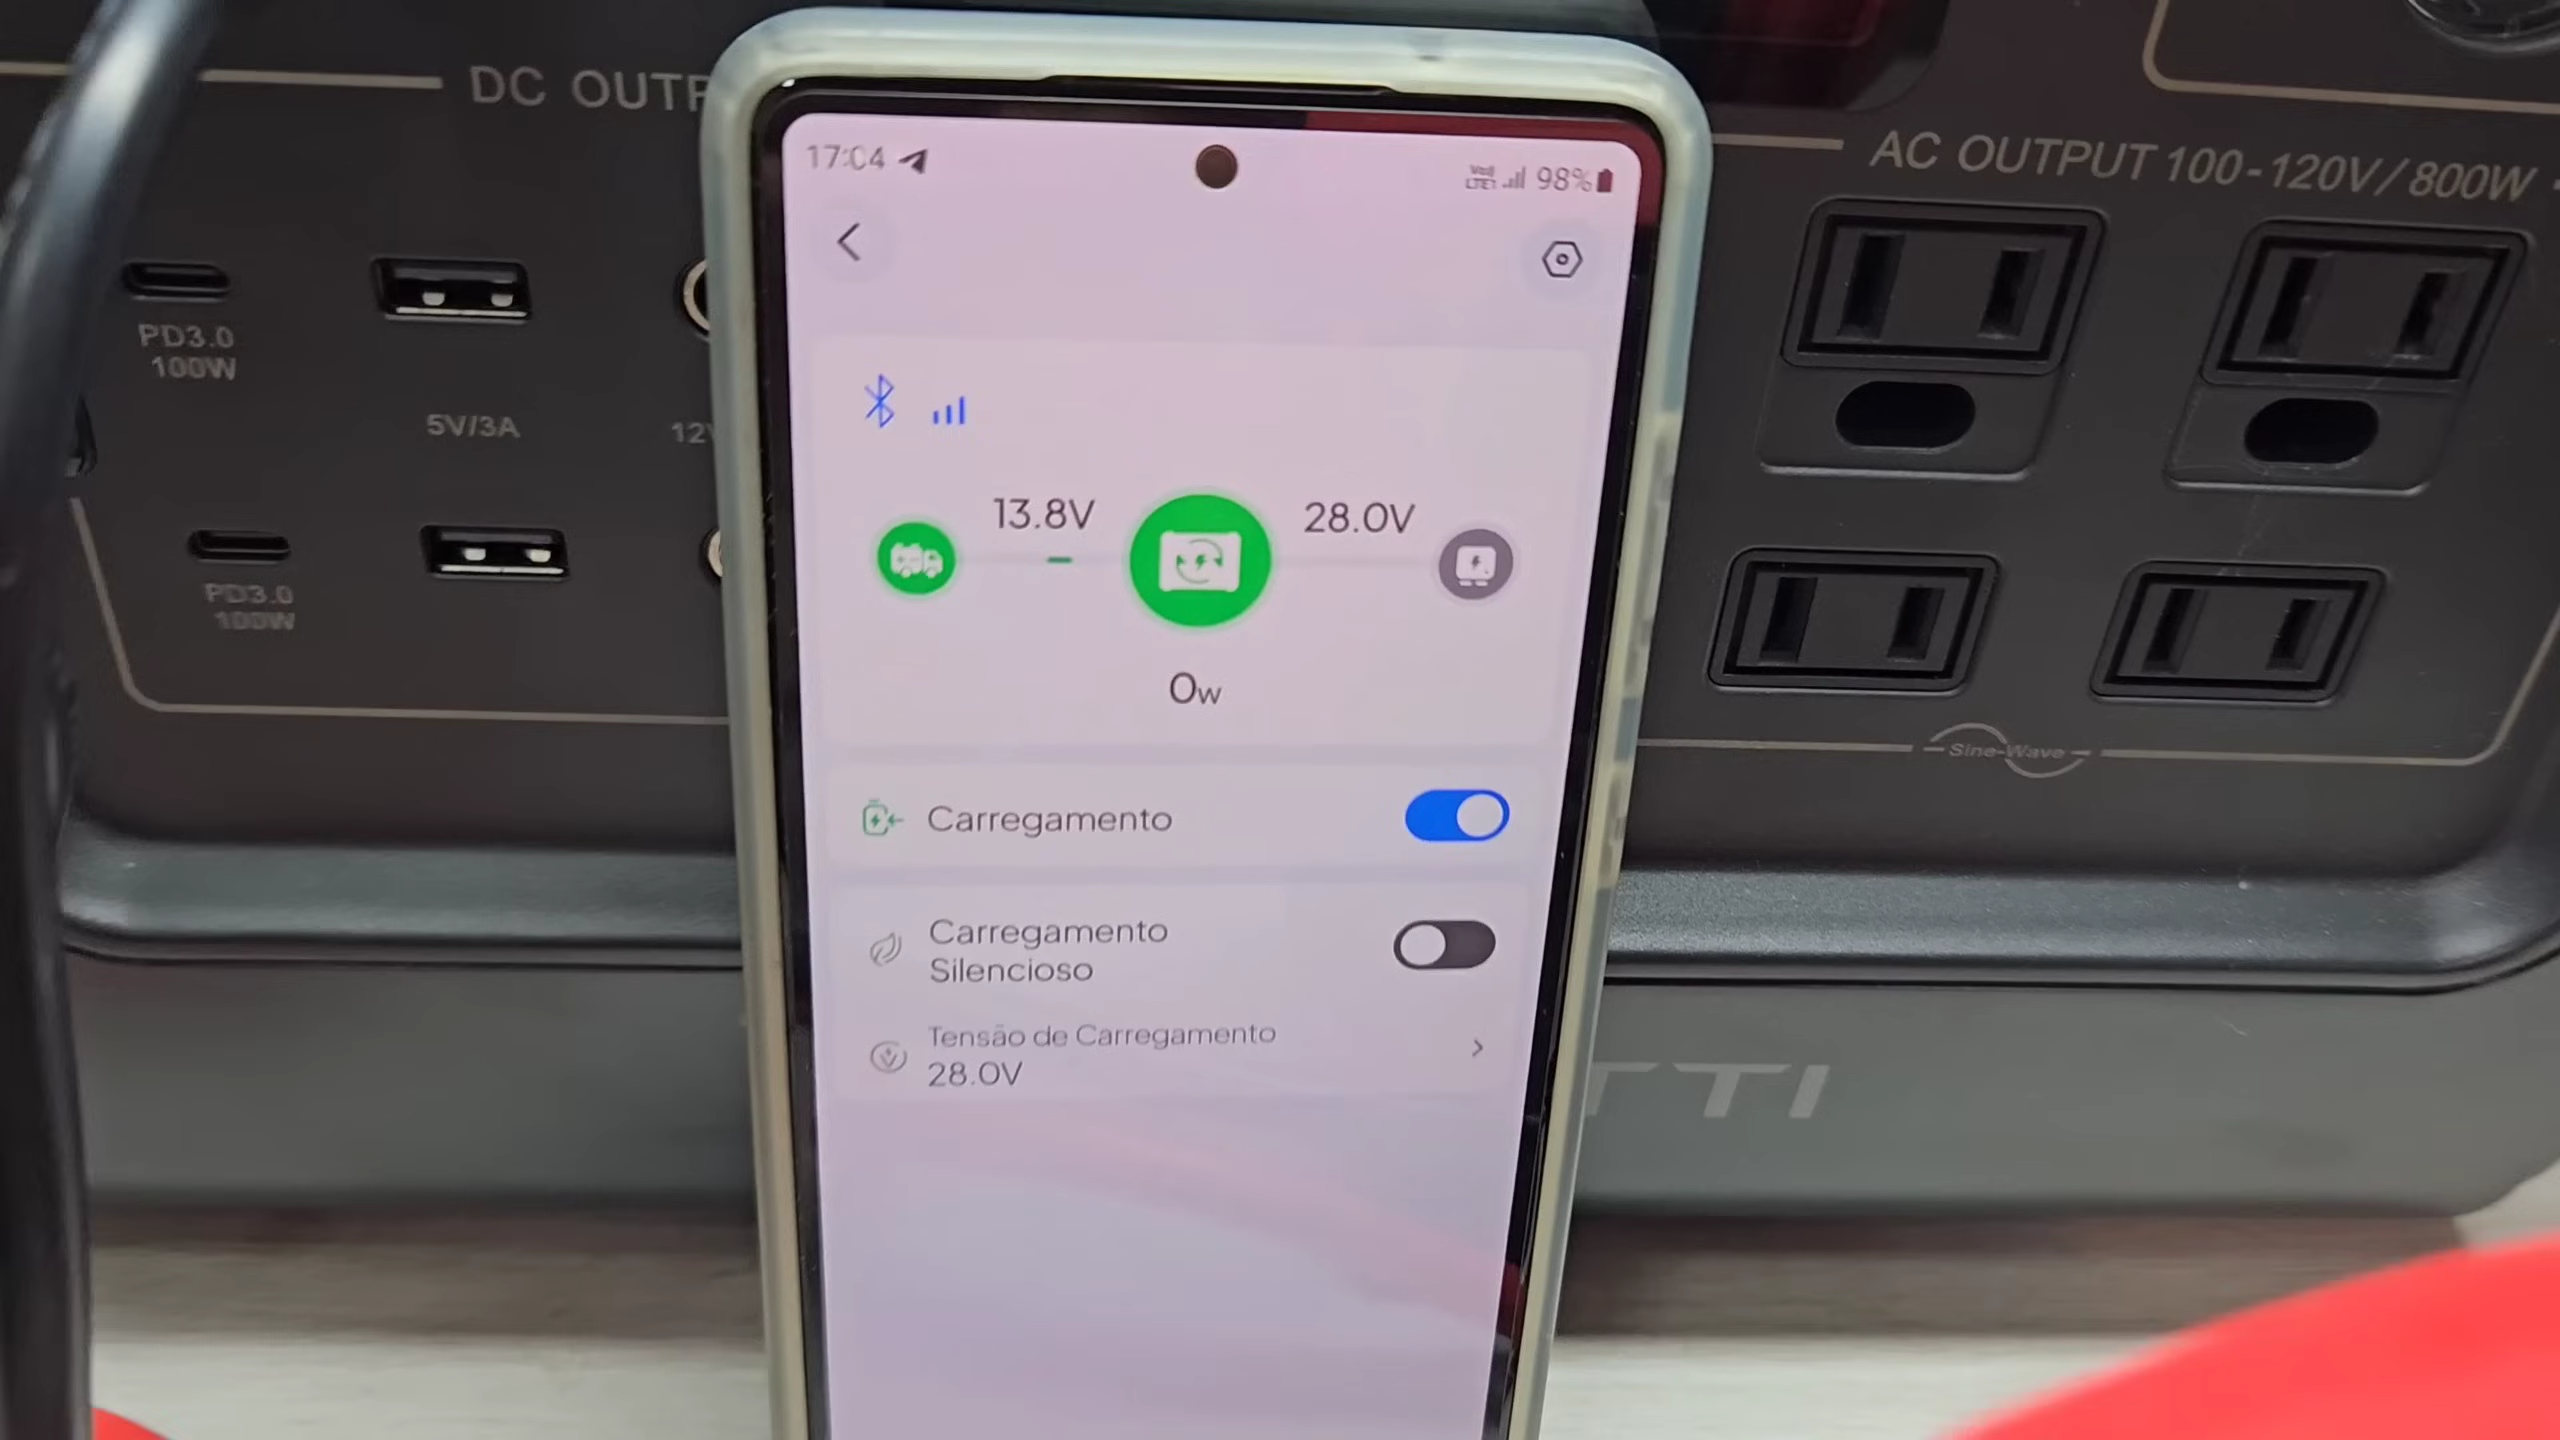 DC OUTP
AC OUTPUT 100-120V/800W
17:04
98%
PD3.0
100W
5V/3A
12V
PD3.0
100W
13.8V
28.0V
0w
Carregamento
Carregamento
Silencioso
Tensão de Carregamento
28.0V
Sine-Wave
TTI